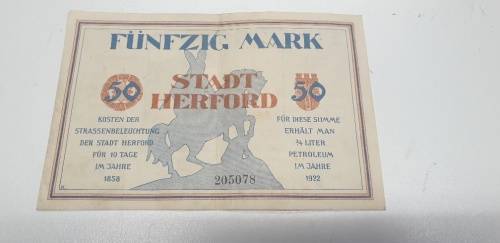 FÜNFZIG MARK
STADT
HERFORD
50
50
KOSTEN DER
STRASSENBELEUCHTUNG
DER STADT HERFORD
FÜR 10 TAGE
IM JAHRE
1858
FÜR DIESE SUMME
ERHÄLT MAN
¾ LITER
PETROLEUM
IM JAHRE
1922
205078